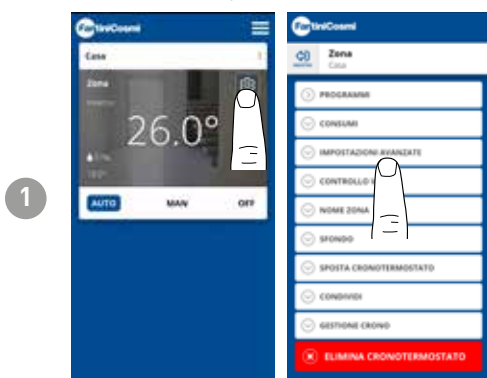 1
FantiniCosmi
Casa
Zona
26.0°
AUTO MAN OFF
FantiniCosmi
Zona
Casa
PROGRAMMI
CONSUMI
IMPOSTAZIONI AVANZATE
CONTROLLO
NOME ZONA
SFONDO
SPOSTA CRONOTERMOSTATO
CONDIVIDI
GESTIONE CRONO
ELIMINA CRONOTERMOSTATO